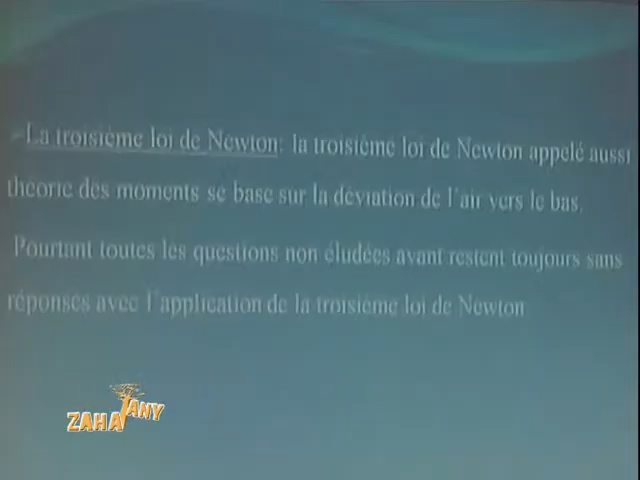 La troisième loi de Newton: la troisième loi de Newton appelé aussi
théorie des moments se base sur la déviation de l'air vers le bas.
Pourtant toutes les questions non éludées avant restent toujours sans
réponses avec l'application de la troisième loi de Newton
ZAHA JANY